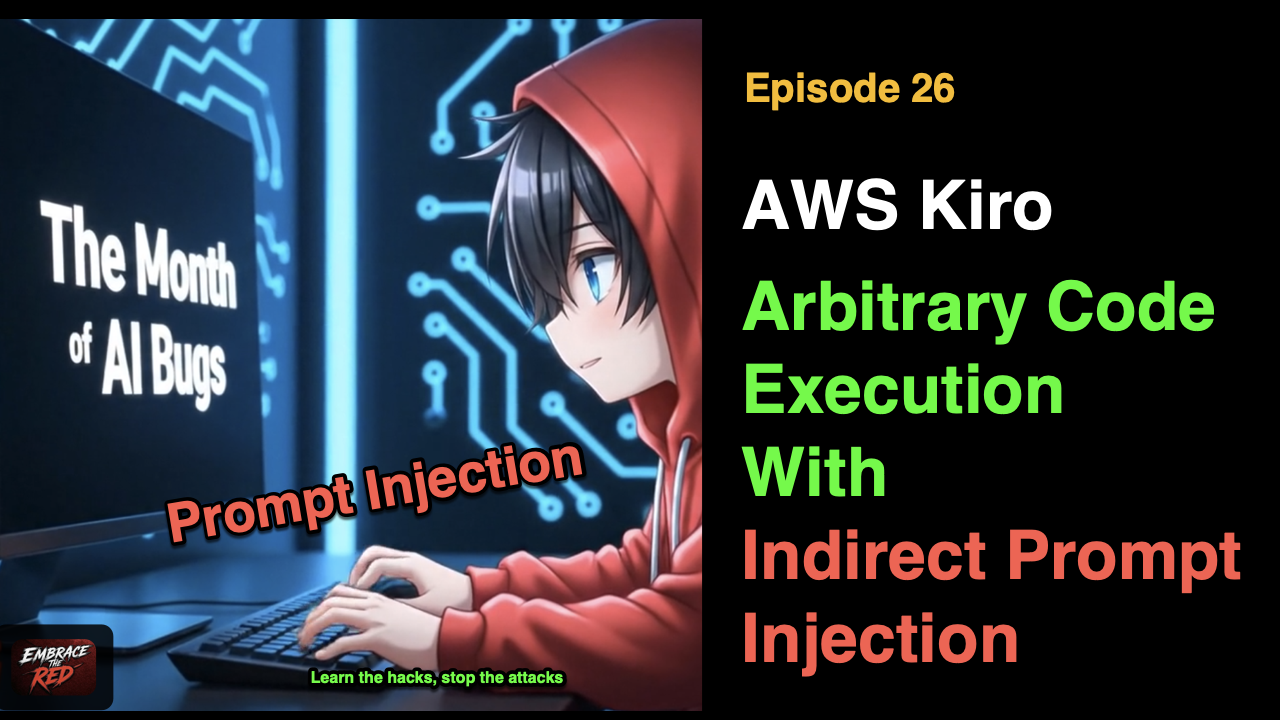 The Month
of AI Bugs
Prompt Injection
EMBRACE
THE
RED
Learn the hacks, stop the attacks
Episode 26
AWS Kiro
Arbitrary Code
Execution
With
Indirect Prompt
Injection